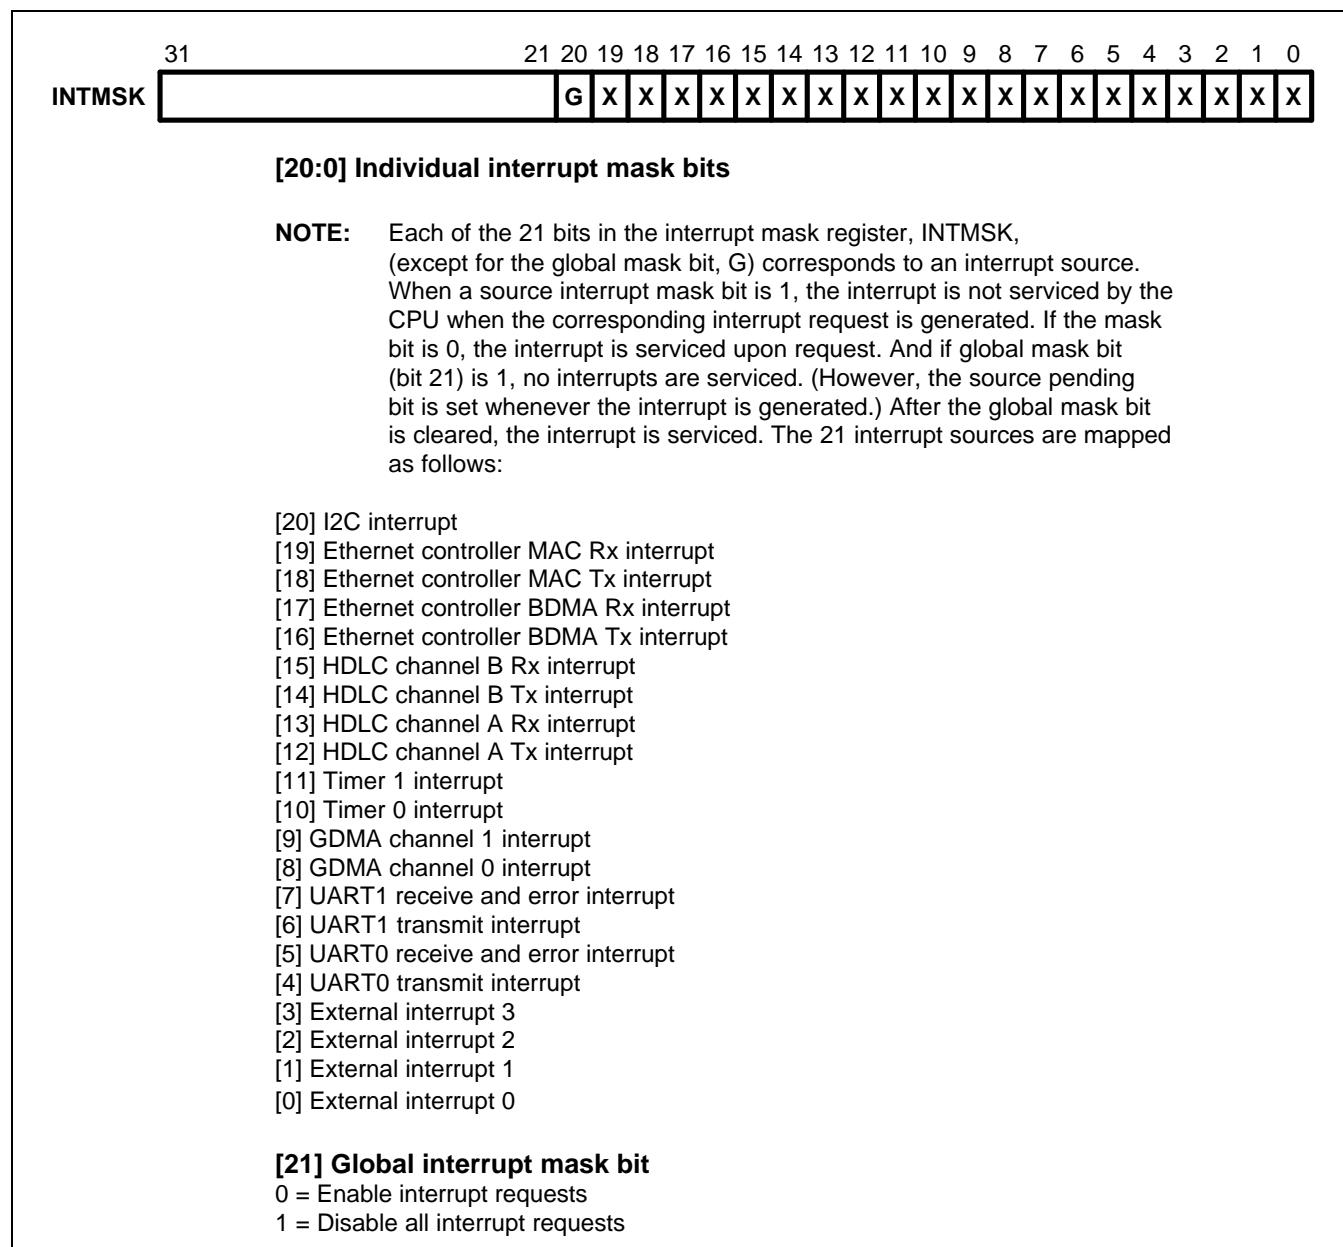 31 21 20 19 18 17 16 15 14 13 12 11 10 9 8 7 6 5 4 3 2 1 0
INTMSK G X X X X X X X X X X X X X X X X X X X X
[20:0] Individual interrupt mask bits
NOTE: Each of the 21 bits in the interrupt mask register, INTMSK,
(except for the global mask bit, G) corresponds to an interrupt source.
When a source interrupt mask bit is 1, the interrupt is not serviced by the
CPU when the corresponding interrupt request is generated. If the mask
bit is 0, the interrupt is serviced upon request. And if global mask bit
(bit 21) is 1, no interrupts are serviced. (However, the source pending
bit is set whenever the interrupt is generated.) After the global mask bit
is cleared, the interrupt is serviced. The 21 interrupt sources are mapped
as follows:
[20] I2C interrupt
[19] Ethernet controller MAC Rx interrupt
[18] Ethernet controller MAC Tx interrupt
[17] Ethernet controller BDMA Rx interrupt
[16] Ethernet controller BDMA Tx interrupt
[15] HDLC channel B Rx interrupt
[14] HDLC channel B Tx interrupt
[13] HDLC channel A Rx interrupt
[12] HDLC channel A Tx interrupt
[11] Timer 1 interrupt
[10] Timer 0 interrupt
[9] GDMA channel 1 interrupt
[8] GDMA channel 0 interrupt
[7] UART1 receive and error interrupt
[6] UART1 transmit interrupt
[5] UART0 receive and error interrupt
[4] UART0 transmit interrupt
[3] External interrupt 3
[2] External interrupt 2
[1] External interrupt 1
[0] External interrupt 0
[21] Global interrupt mask bit
0 = Enable interrupt requests
1 = Disable all interrupt requests